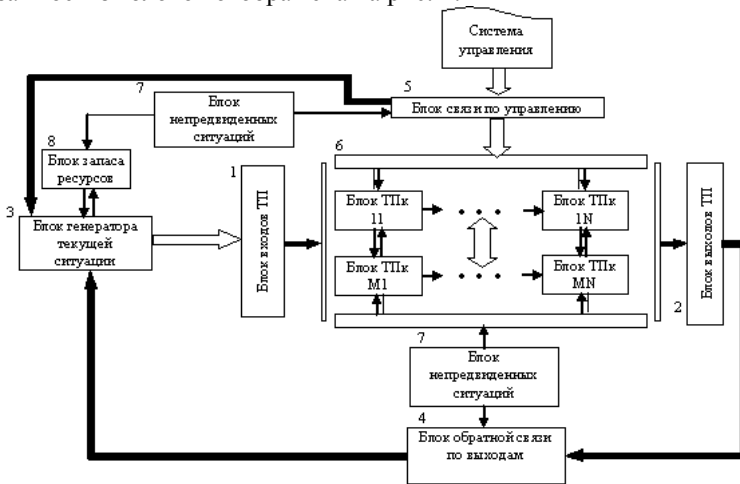 Система
управления
5
7
Блок связи по управлению
Блок
непредвиденных
ситуаций
8
6
Блок запаса
ресурсов
1
3
Блок генератора
текущей
ситуации
Блок входов ТП
Блок ТПк
11
• • •
Блок ТПк
1N
Блок ТПк
M1
• • •
Блок ТПк
MN
Блок выходов ТП
2
7
Блок
непредвиденных
ситуаций
4
Блок обратной связи
по выходам